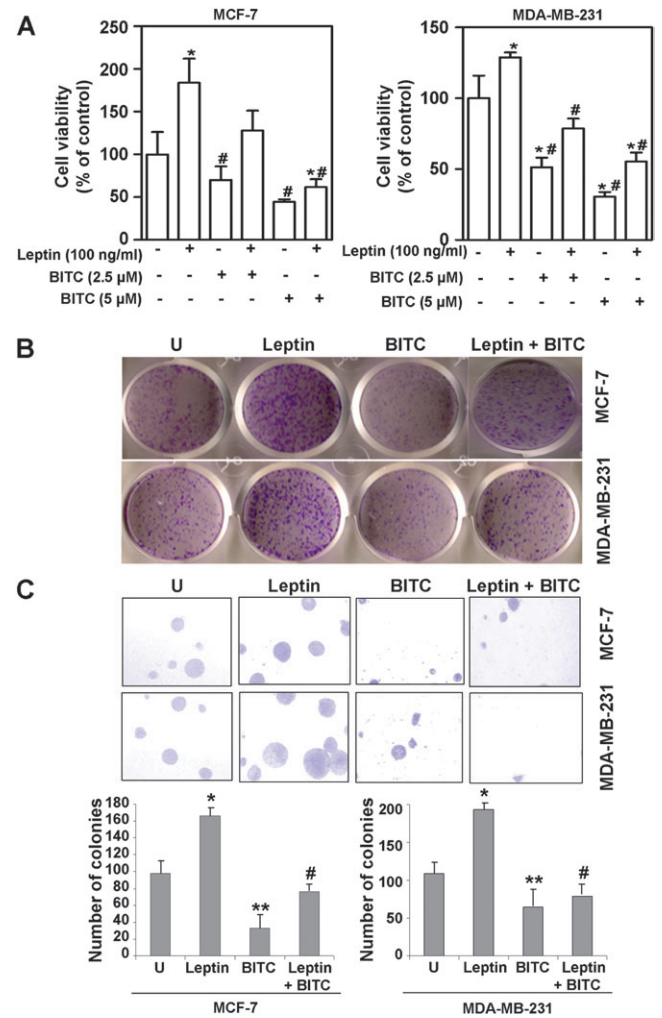 A
MCF-7
Cell viability
(% of control)
250
200
150
100
50
0
*
#
#
*#
Leptin (100 ng/ml) - + - + - +
BITC (2.5 µM) - - + + - -
BITC (5 µM) - - - - + +
MDA-MB-231
Cell viability
(% of control)
150
100
50
0
*
*#
#
*#
*#
Leptin (100 ng/ml) - + - + - +
BITC (2.5 µM) - - + + - -
BITC (5 µM) - - - - + +
B
U Leptin BITC Leptin + BITC
MCF-7
MDA-MB-231
C
U Leptin BITC Leptin + BITC
MCF-7
MDA-MB-231
Number of colonies
180
160
140
120
100
80
60
40
20
0
*
**
#
U Leptin BITC Leptin
+ BITC
MCF-7
Number of colonies
200
150
100
50
0
*
**
#
U Leptin BITC Leptin
+ BITC
MDA-MB-231